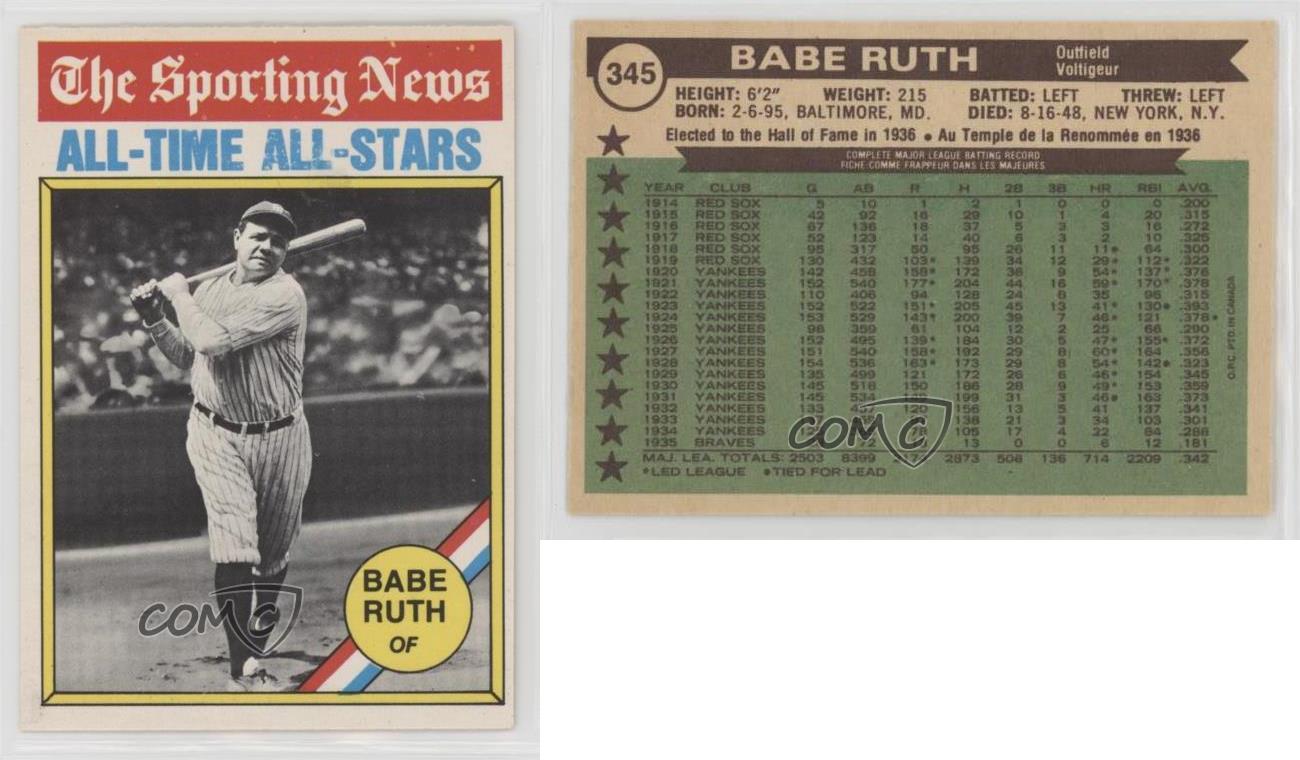 The Sporting News
ALL-TIME ALL-STARS
BABE
RUTH
OF
COMC
345
BABE RUTH
Outfield
Voltigeur
HEIGHT: 6'2" WEIGHT: 215 BATTED: LEFT THREW: LEFT
BORN: 2-6-95, BALTIMORE, MD. DIED: 8-16-48, NEW YORK, N.Y.
Elected to the Hall of Fame in 1936 • Au Temple de la Renommée en 1936
COMPLETE MAJOR LEAGUE BATTING RECORD
FICHE COMME FRAPPEUR DANS LES MAJEURES
YEAR CLUB G AB R H 2B 3B HR RBI AVG.
1914 RED SOX 5 10 1 2 1 0 0 0 .200
1915 RED SOX 42 92 16 29 10 1 4 20 .315
1916 RED SOX 67 136 18 37 5 3 3 16 .272
1917 RED SOX 52 123 14 40 6 3 2 10 .325
1918 RED SOX 95 317 50 95 26 11 11• 64 .300
1919 RED SOX 130 432 103* 139 34 12 29* 112* .322
1920 YANKEES 142 458 158* 172 36 9 54* 137* .376
1921 YANKEES 152 540 177* 204 44 16 59* 170* .378
1922 YANKEES 110 406 94 128 24 8 35 96 .315
1923 YANKEES 152 522 151* 205 45 13 41* 130• .393
1924 YANKEES 153 529 143* 200 39 7 46* 121 .378*
1925 YANKEES 98 359 61 104 12 2 25 66 .290
1926 YANKEES 152 495 139* 184 30 5 47* 155* .372
1927 YANKEES 151 540 158* 192 29 8 60* 164 .356
1928 YANKEES 154 536 163* 173 29 8 54* 142• .323
1929 YANKEES 135 499 121 172 26 6 46* 154 .345
1930 YANKEES 145 518 150 186 28 9 49* 153 .359
1931 YANKEES 145 534 199 31 3 46• 163 .373
1932 YANKEES 133 120 156 13 5 41 137 .341
1933 YANKEES 138 21 3 34 103 .301
1934 YANKEES 78 105 17 4 22 84 .288
1935 BRAVES 72 13 0 0 6 12 .181
MAJ. LEA. TOTALS: 2503 8399 2873 506 136 714 2209 .342
*LED LEAGUE •TIED FOR LEAD
O.P.C. PTD. IN CANADA
COMC